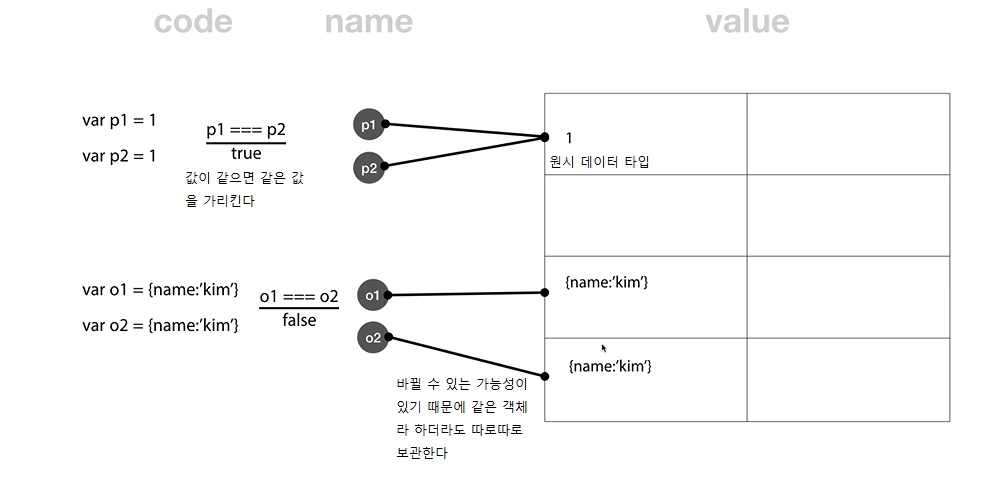 code
name
value
var p1 = 1
var p2 = 1
p1 === p2
true
값이 같으면 같은 값
을 가리킨다
p1
p2
1
원시 데이터 타입
var o1 = {name:’kim’}
var o2 = {name:’kim’}
o1 === o2
false
o1
o2
{name:’kim’}
{name:’kim’}
바뀔 수 있는 가능성이
있기 때문에 같은 객체
라 하더라도 따로따로
보관한다